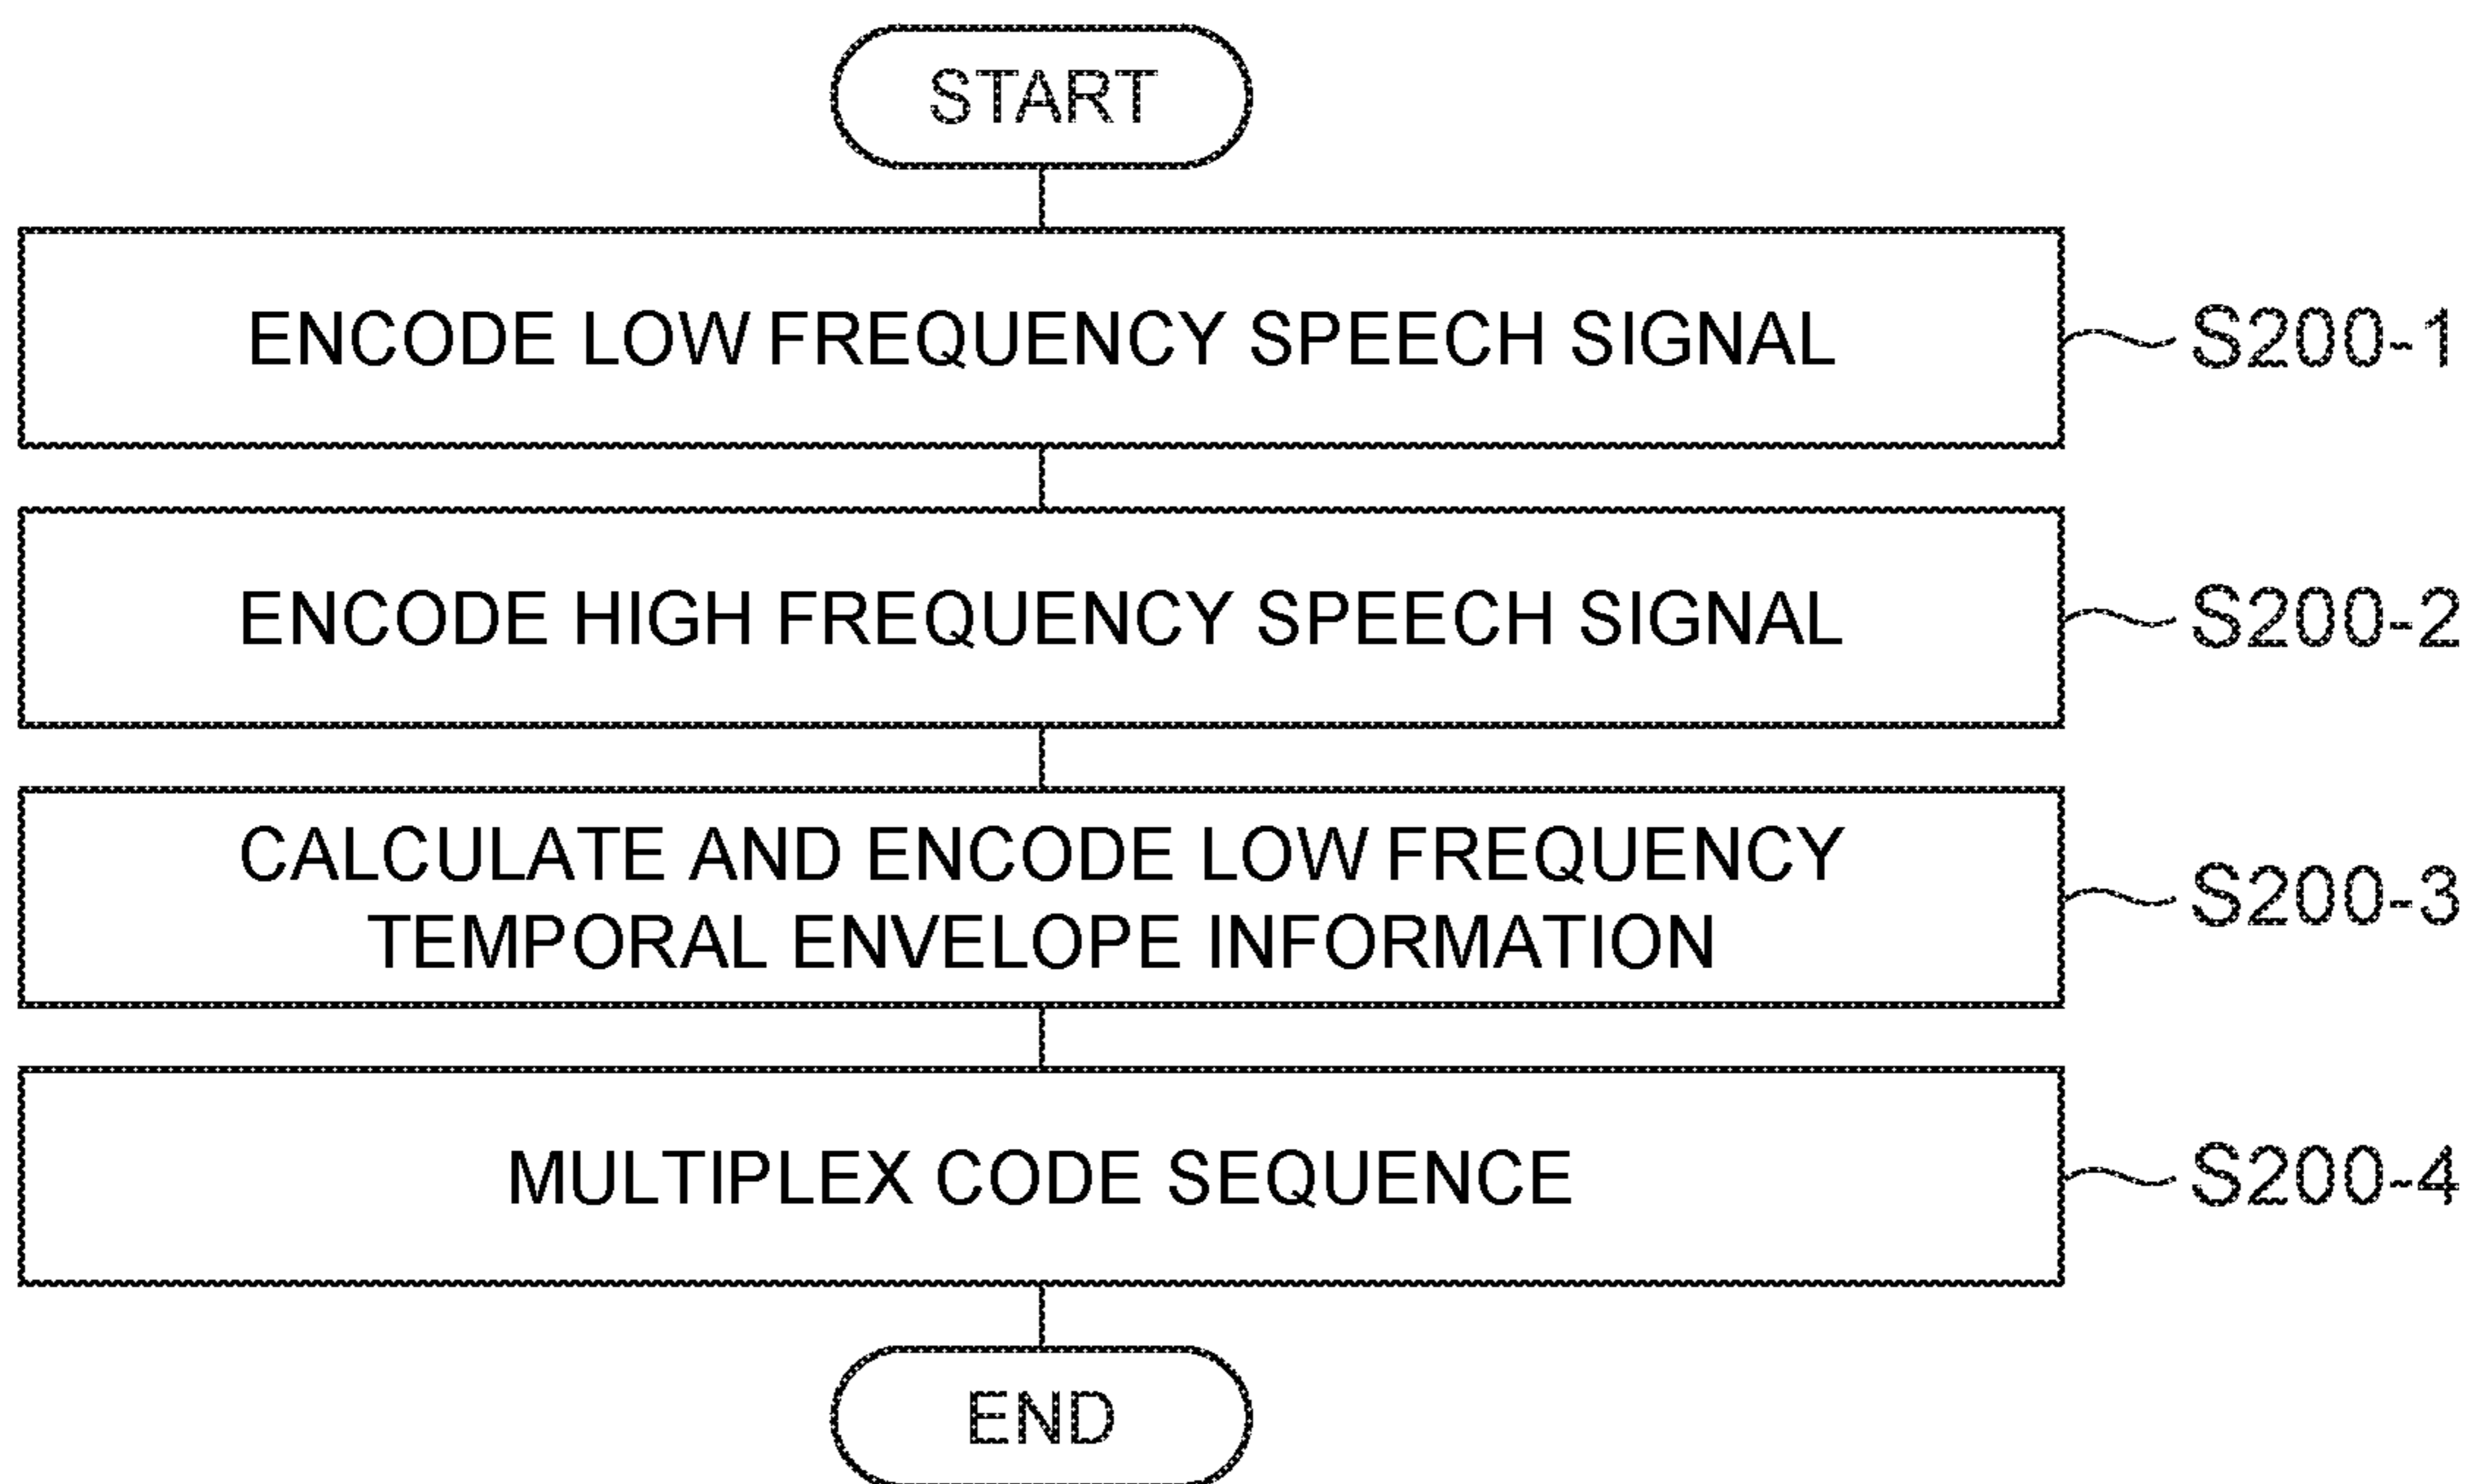 START
ENCODE LOW FREQUENCY SPEECH SIGNAL
S200-1
ENCODE HIGH FREQUENCY SPEECH SIGNAL
S200-2
CALCULATE AND ENCODE LOW FREQUENCY
TEMPORAL ENVELOPE INFORMATION
S200-3
MULTIPLEX CODE SEQUENCE
S200-4
END